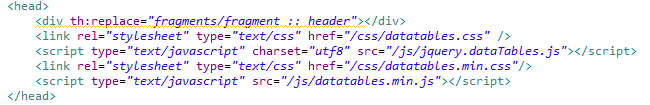 <head>
<div th:replace="fragments/fragment :: header"></div>
<link rel="stylesheet" type="text/css" href="/css/datatables.css" />
<script type="text/javascript" charset="utf8" src="/js/jquery.dataTables.js"></script>
<link rel="stylesheet" type="text/css" href="/css/datatables.min.css"/>
<script type="text/javascript" src="/js/datatables.min.js"></script>
</head>